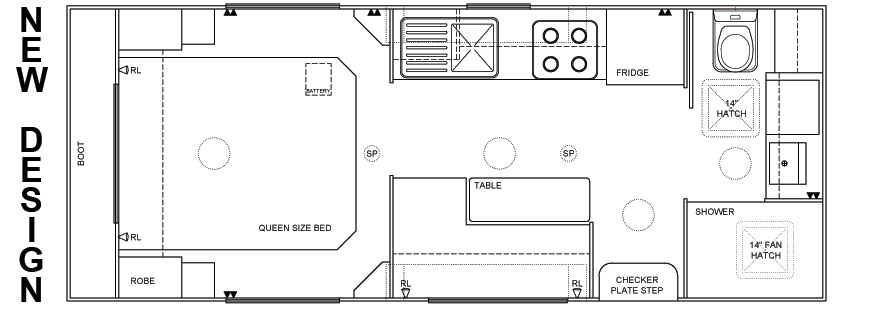 NEW DESIGN
BOOT
RL
BATTERY
QUEEN SIZE BED
RL
ROBE
SP
FRIDGE
SP
TABLE
RL
RL
CHECKER
PLATE STEP
14"
HATCH
SHOWER
14" FAN
HATCH